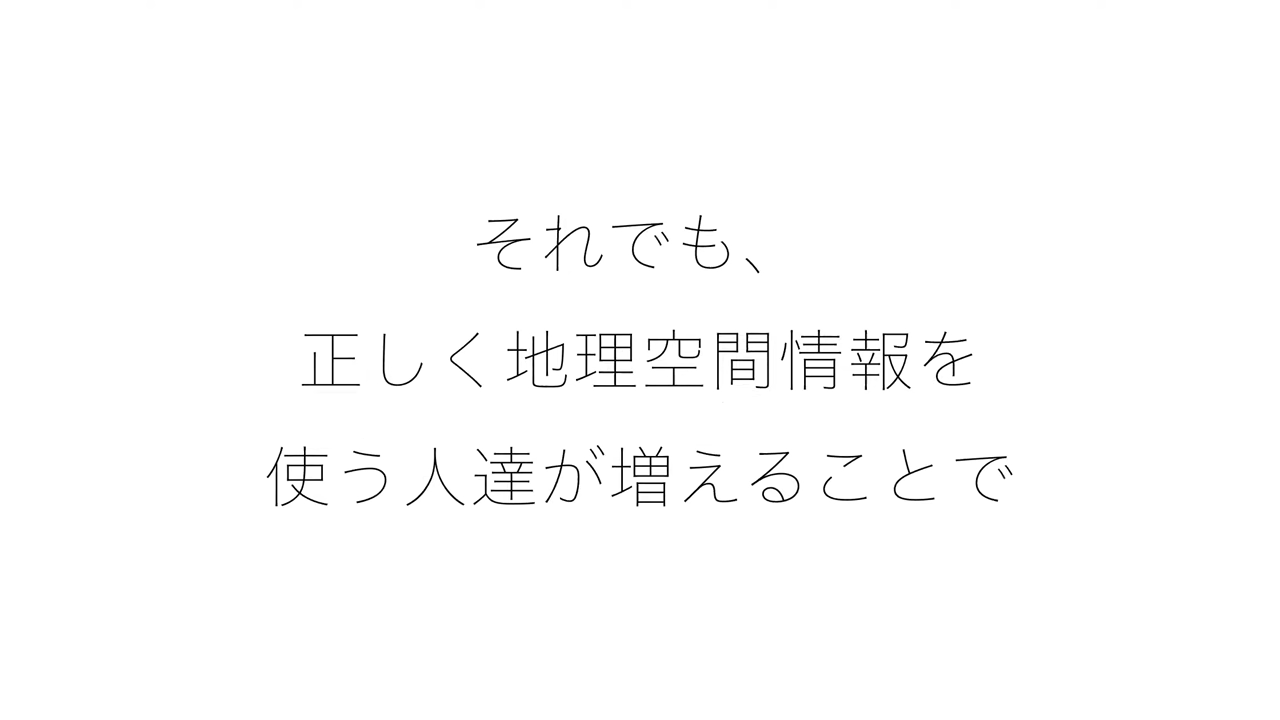 それでも、
正しく地理空間情報を
使う人達が増えることで